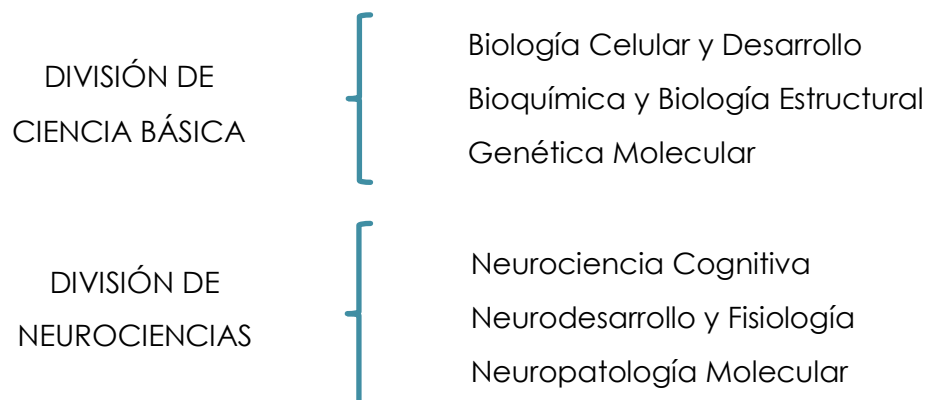 DIVISIÓN DE
CIENCIA BÁSICA
Biología Celular y Desarrollo
Bioquímica y Biología Estructural
Genética Molecular
DIVISIÓN DE
NEUROCIENCIAS
Neurociencia Cognitiva
Neurodesarrollo y Fisiología
Neuropatología Molecular